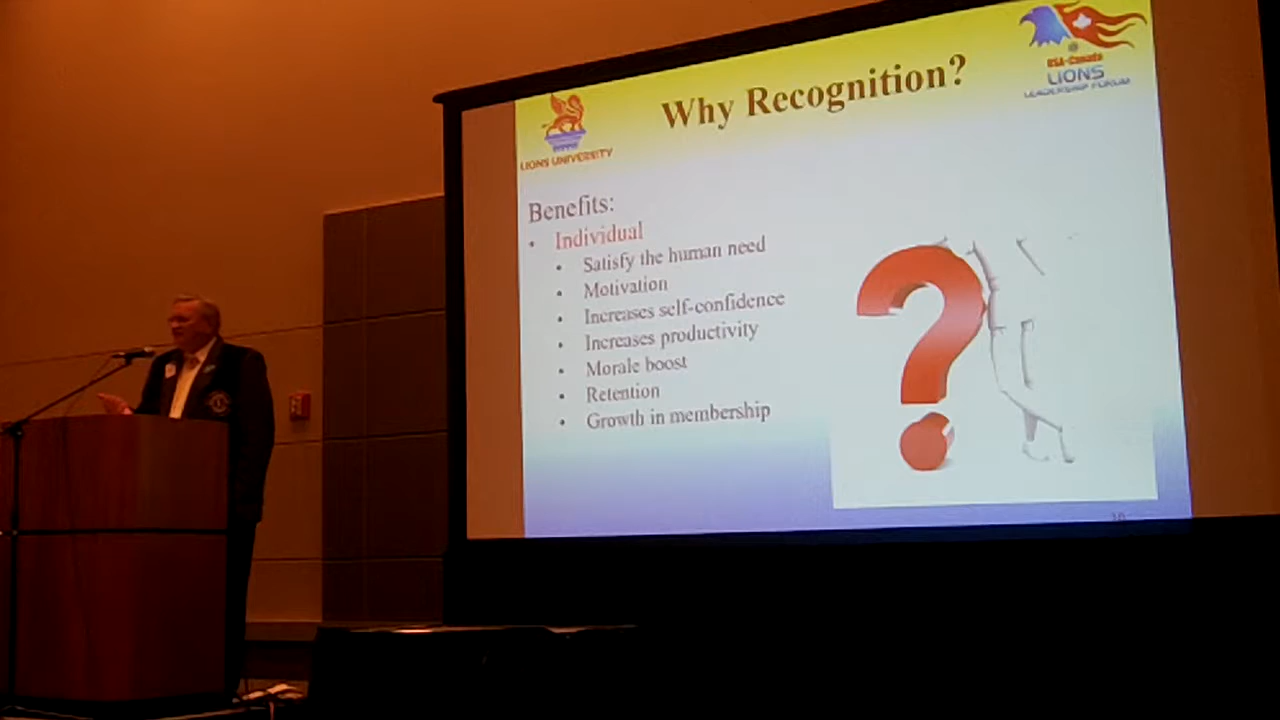 Why Recognition?
LIONS UNIVERSITY
USA-Canada
LIONS
LEADERSHIP FORUM
Benefits:
• Individual
• Satisfy the human need
• Motivation
• Increases self-confidence
• Increases productivity
• Morale boost
• Retention
• Growth in membership